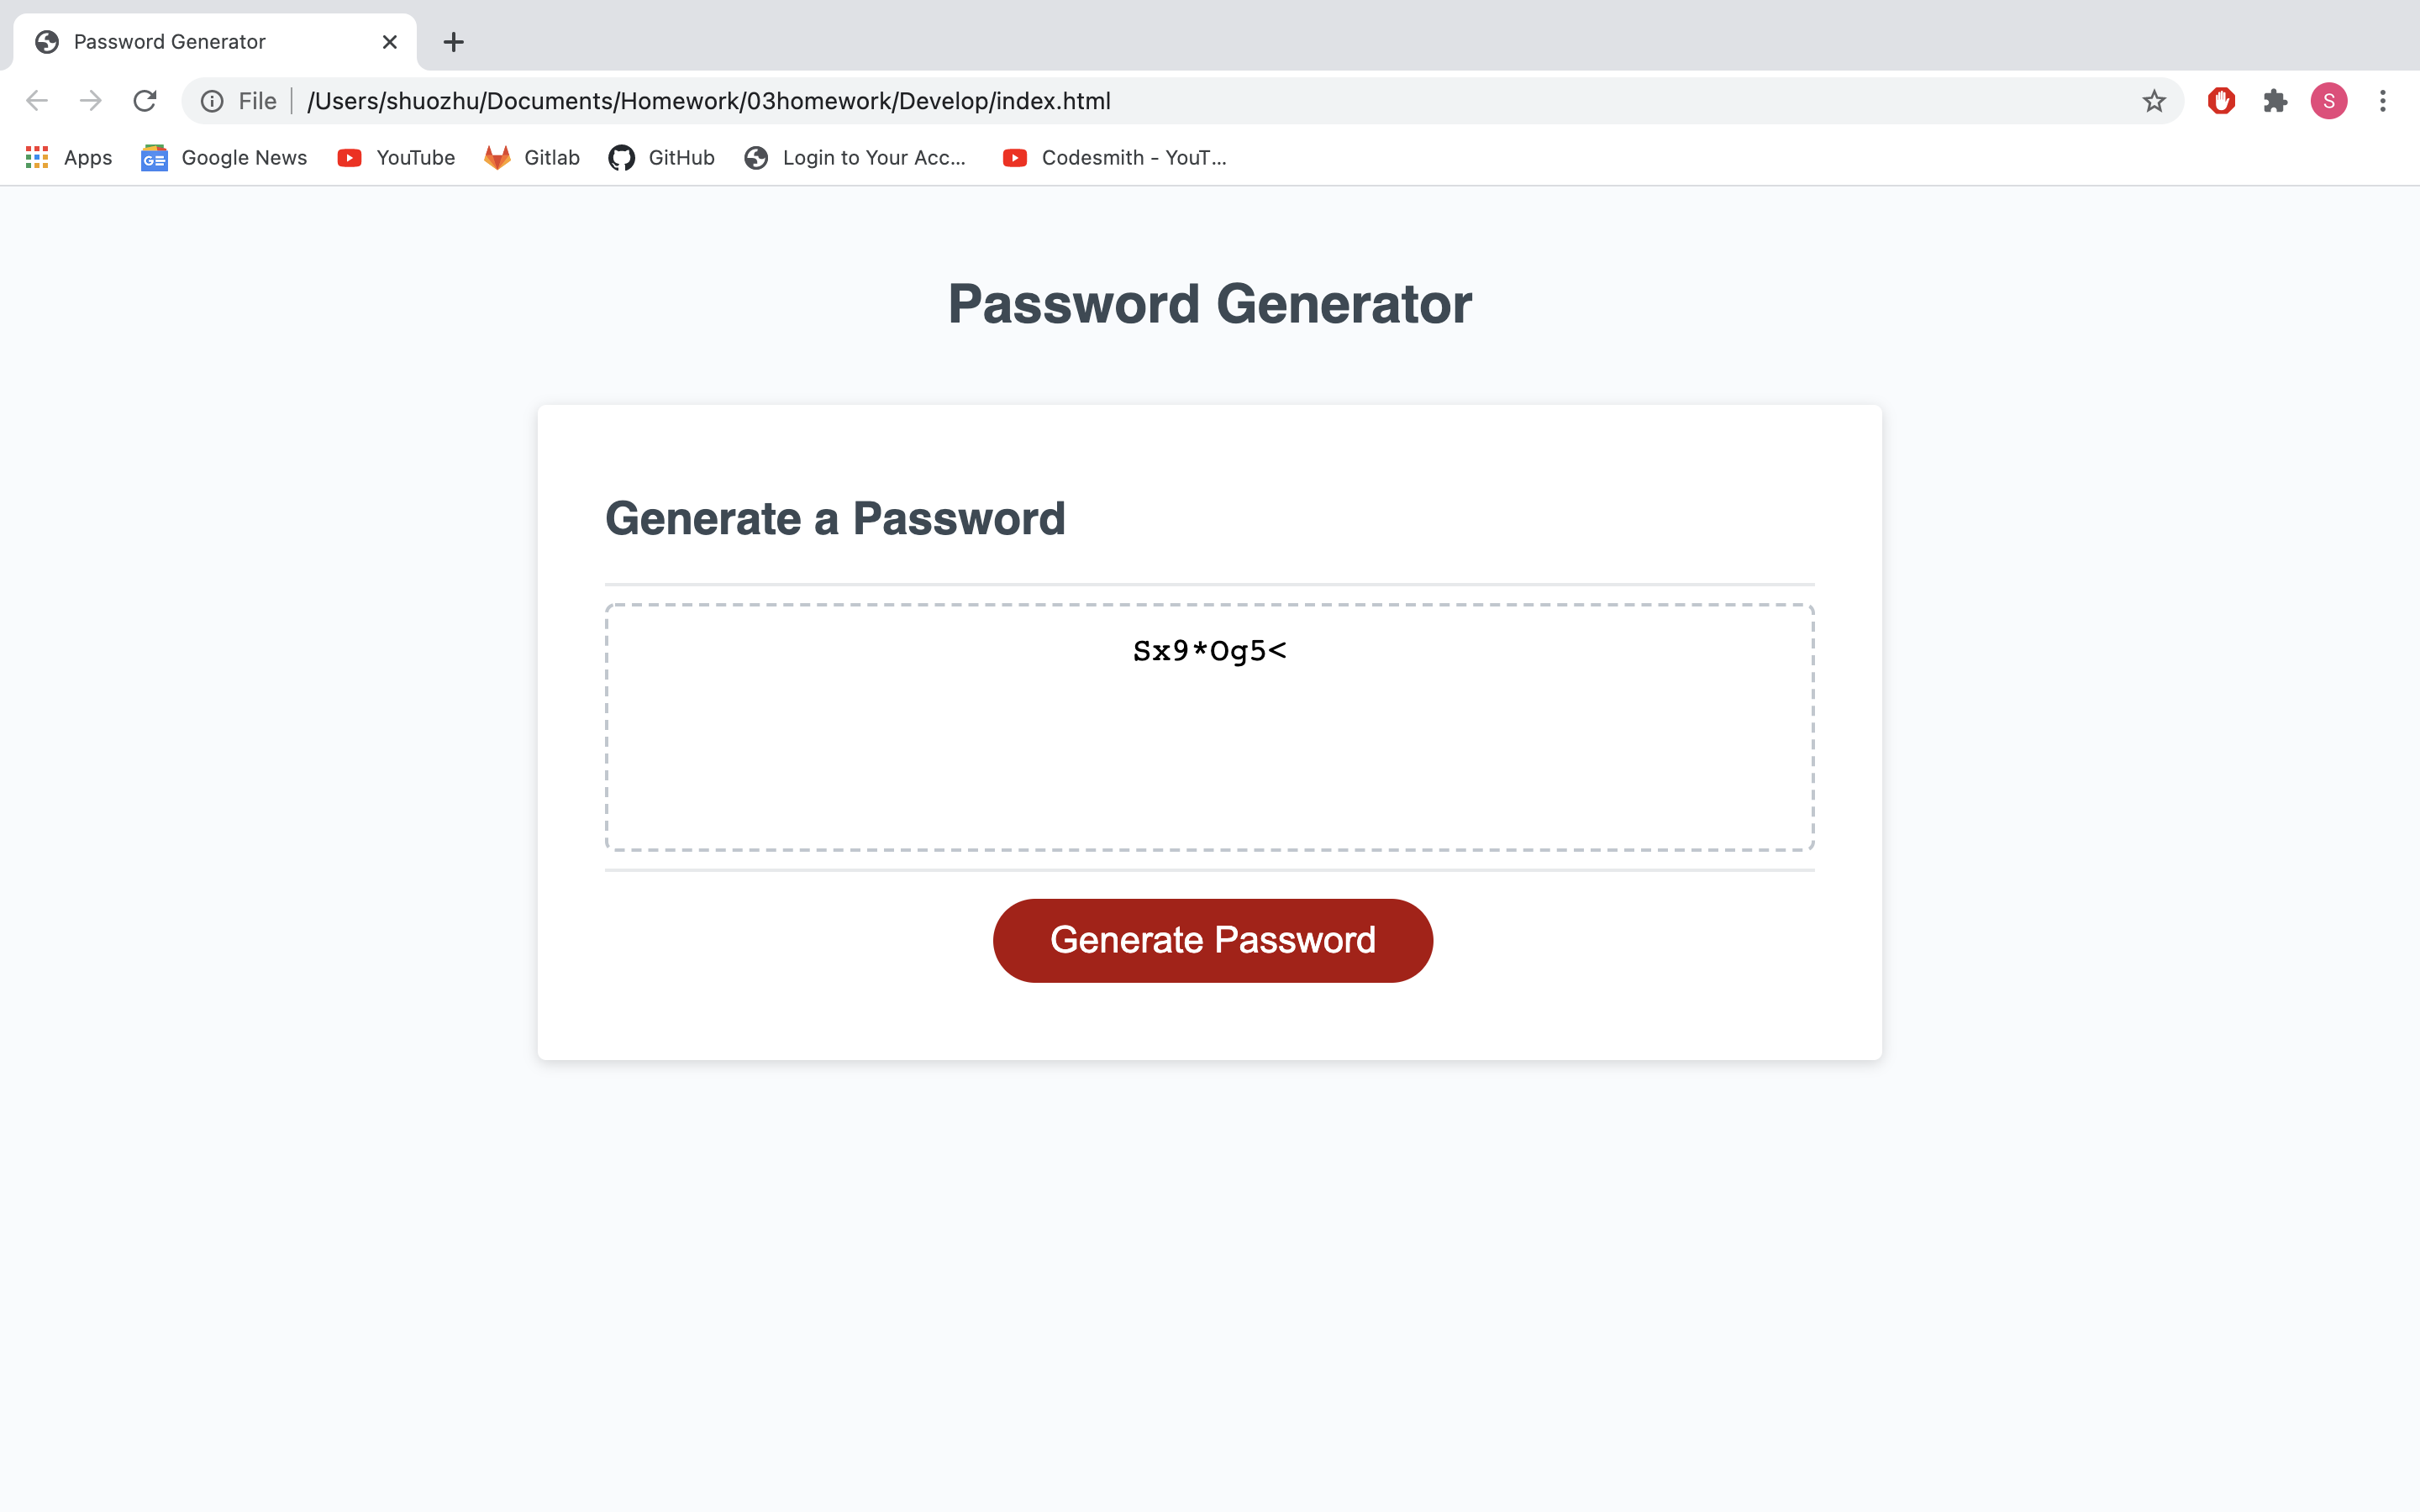 Password Generator
File /Users/shuozhu/Documents/Homework/03homework/Develop/index.html
S
Apps Google News YouTube Gitlab GitHub Login to Your Acc... Codesmith - YouT...
Password Generator
Generate a Password
Sx9*Og5<
Generate Password